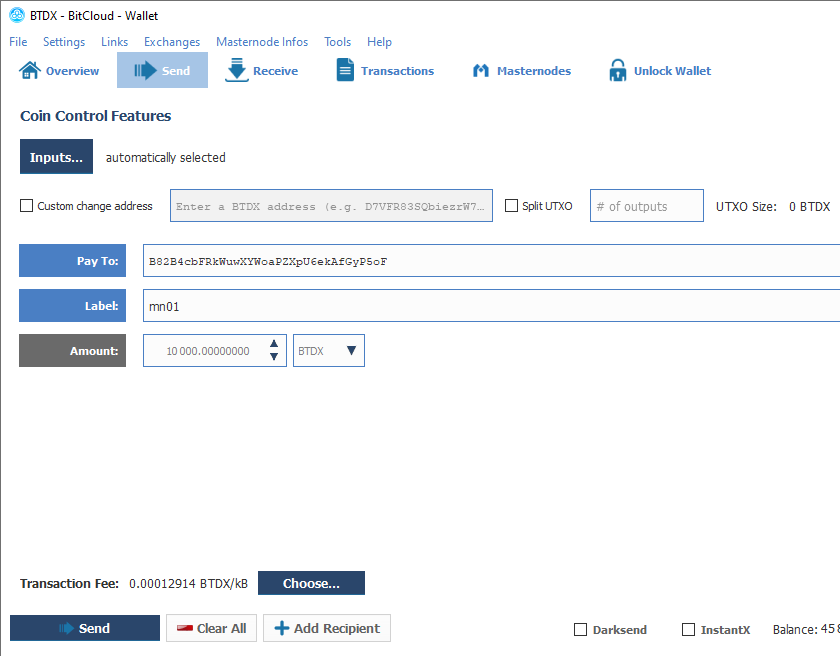 BTDX - BitCloud - Wallet
File Settings Links Exchanges Masternode Infos Tools Help
Overview Send Receive Transactions Masternodes Unlock Wallet
Coin Control Features
Inputs... automatically selected
Custom change address Enter a BTDX address (e.g. D7VFR83SQbiezrW7... Split UTXO # of outputs UTXO Size: 0 BTDX
Pay To: B82B4cbFRkWuwXYWoaPZXpU6ekAfGyP5oF
Label: mn01
Amount: 10 000.00000000 BTDX
Transaction Fee: 0.00012914 BTDX/kB Choose...
Send Clear All Add Recipient Darksend InstantX Balance: 458